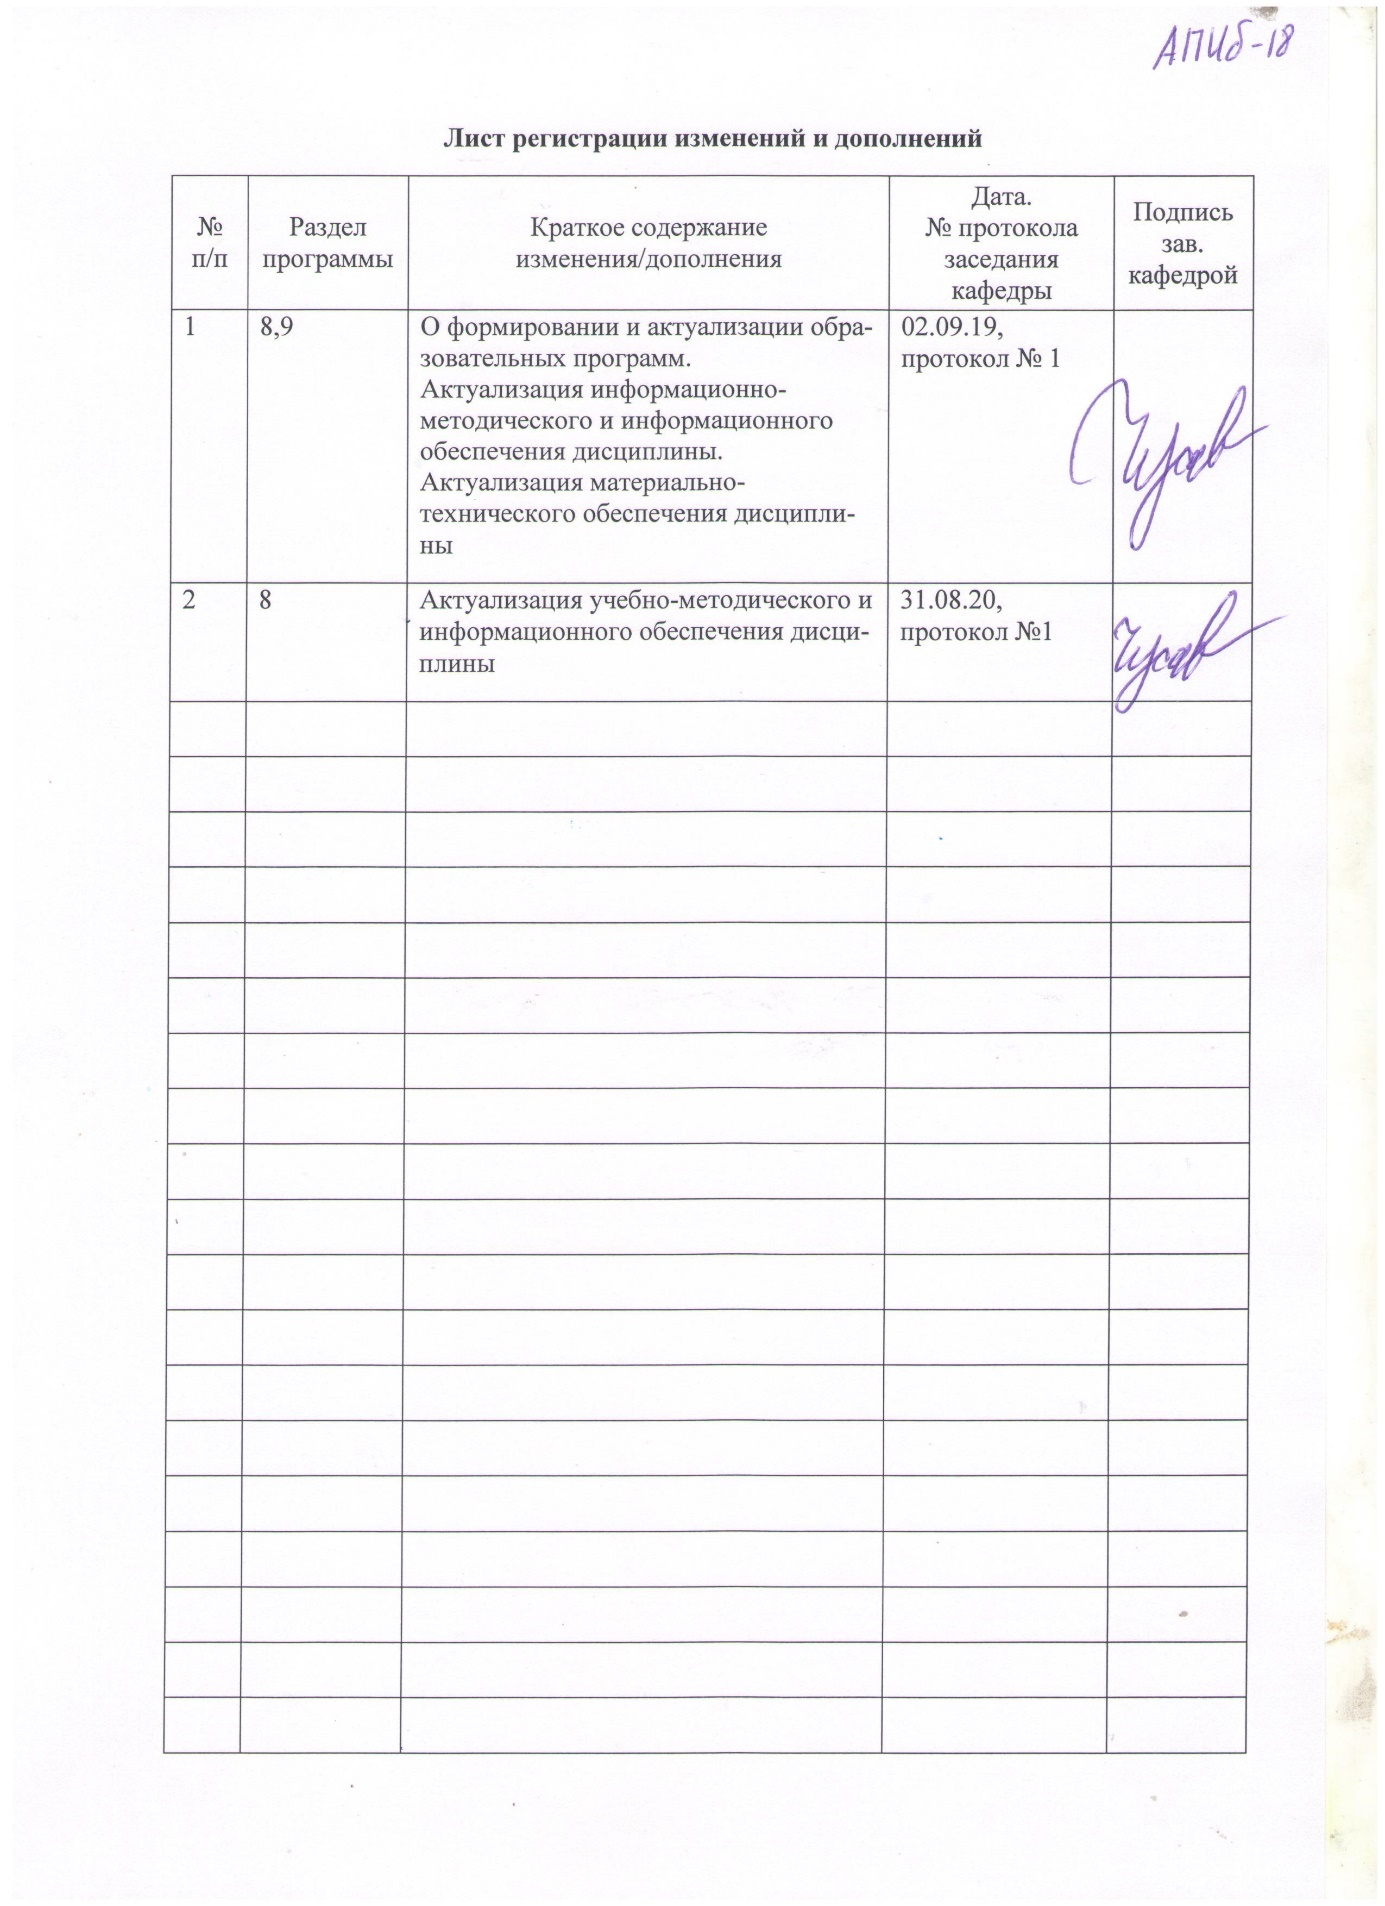 АПИб-18
Лист регистрации изменений и дополнений
№
п/п
Раздел
программы
Краткое содержание
изменения/дополнения
Дата.
№ протокола
заседания
кафедры
Подпись
зав.
кафедрой
1
8,9
О формировании и актуализации обра-
зовательных программ.
Актуализация информационно-
методического и информационного
обеспечения дисциплины.
Актуализация материально-
технического обеспечения дисципли-
ны
02.09.19,
протокол № 1
2
8
Актуализация учебно-методического и
информационного обеспечения дисци-
плины
31.08.20,
протокол №1